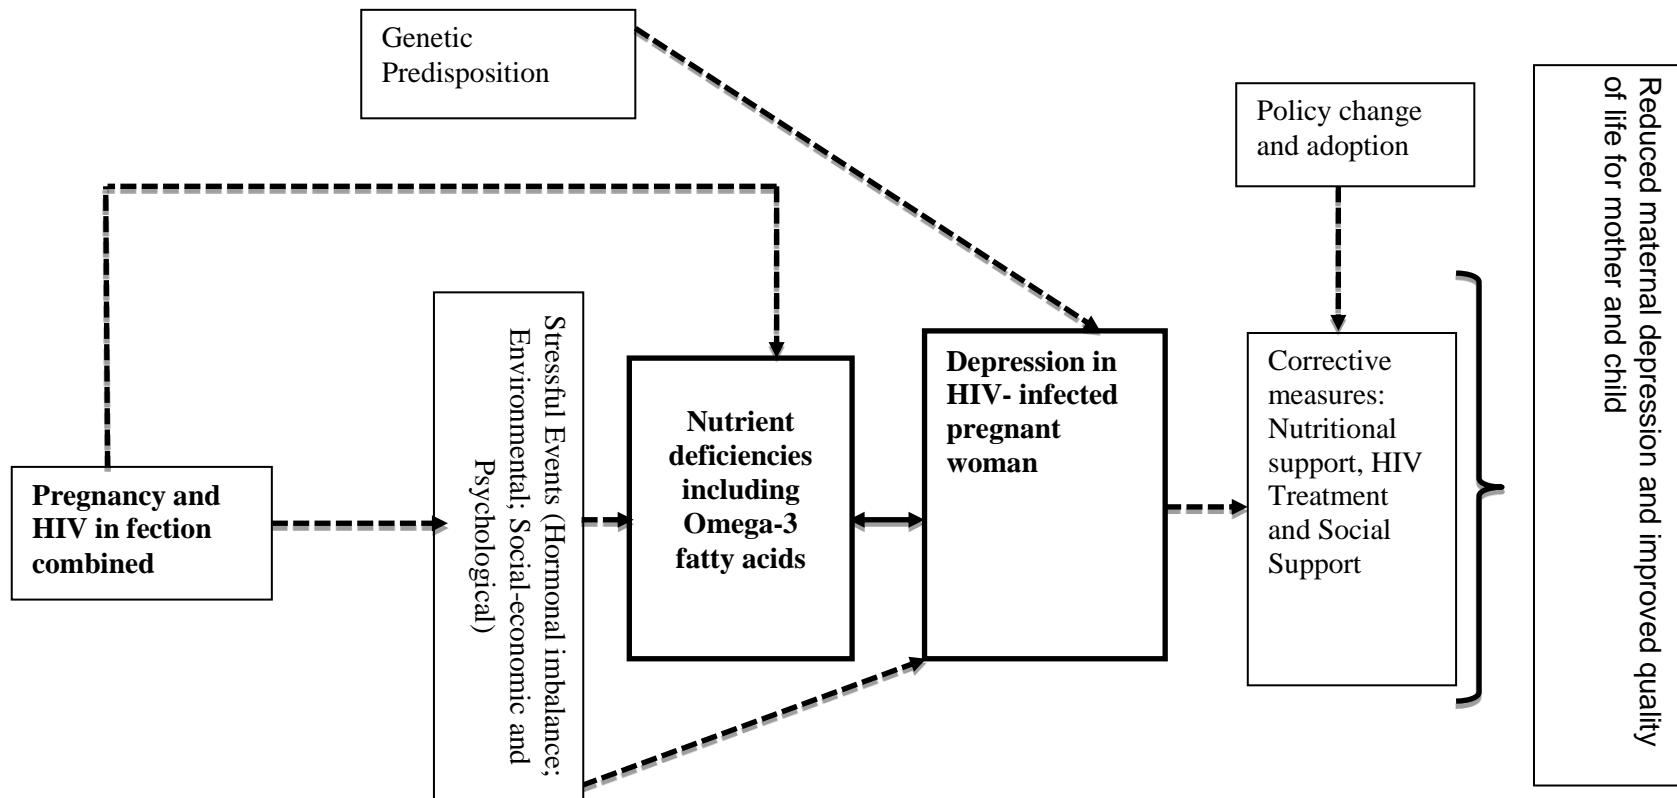 Genetic
Predisposition
Policy change
and adoption
Reduced maternal depression and improved quality
of life for mother and child
Pregnancy and
HIV in fection
combined
Stressful Events (Hormonal imbalance;
Environmental; Social-economic and
Psychological)
Nutrient
deficiencies
including
Omega-3
fatty acids
Depression in
HIV- infected
pregnant
woman
Corrective
measures:
Nutritional
support, HIV
Treatment
and Social
Support